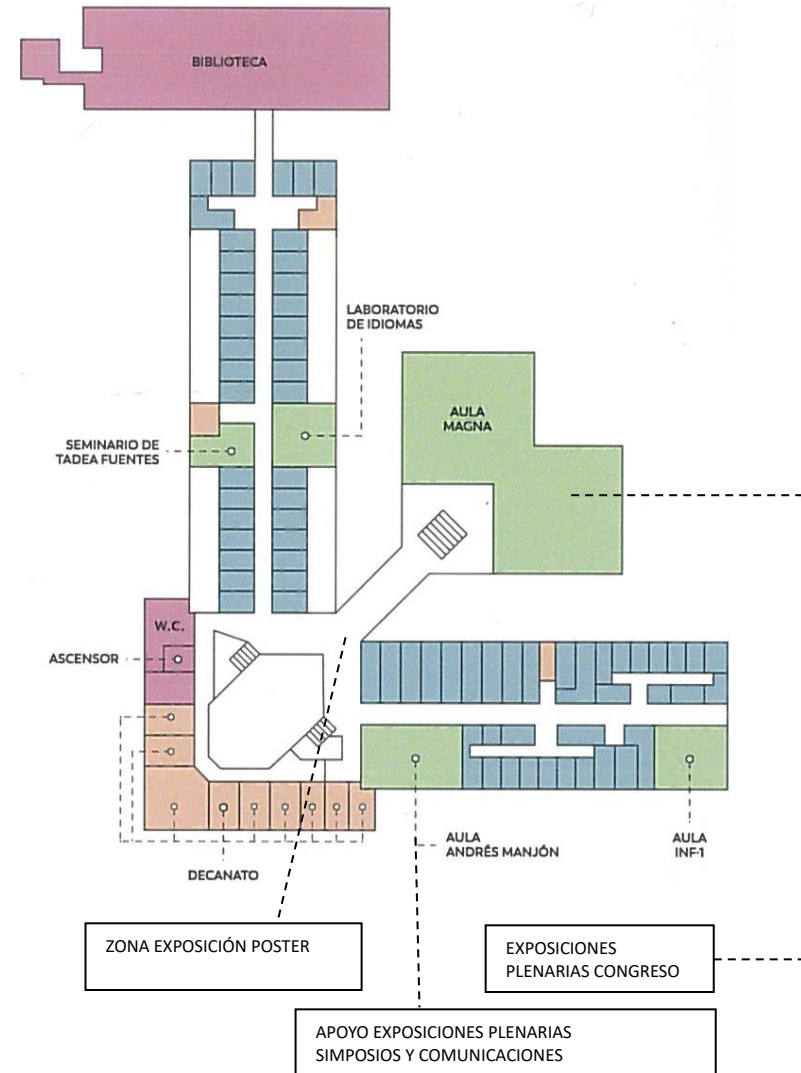 BIBLIOTECA
LABORATORIO
DE IDIOMAS
AULA
MAGNA
SEMINARIO DE
TADEA FUENTES
W.C.
ASCENSOR
AULA
ANDRÉS MANJÓN
AULA
INF-1
DECANATO
ZONA EXPOSICIÓN POSTER
EXPOSICIONES
PLENARIAS CONGRESO
APOYO EXPOSICIONES PLENARIAS
SIMPOSIOS Y COMUNICACIONES